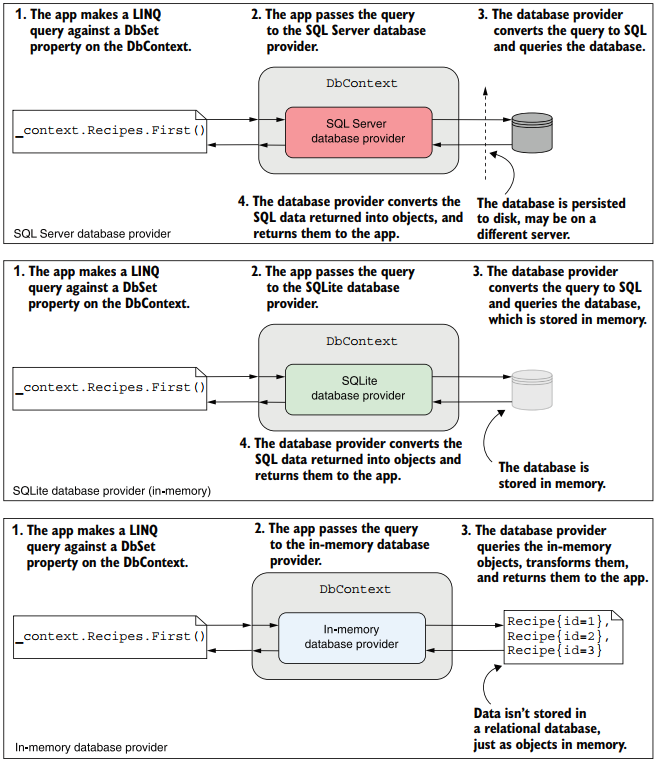 1. The app makes a LINQ
query against a DbSet
property on the DbContext.
2. The app passes the query
to the SQL Server database
provider.
3. The database provider
converts the query to SQL
and queries the database.
DbContext
_context.Recipes.First()
SQL Server
database provider
4. The database provider converts the
SQL data returned into objects, and
returns them to the app.
The database is persisted
to disk, may be on a
different server.
SQL Server database provider
1. The app makes a LINQ
query against a DbSet
property on the DbContext.
2. The app passes the query
to the SQLite database
provider.
3. The database provider
converts the query to SQL
and queries the database,
which is stored in memory.
DbContext
_context.Recipes.First()
SQLite
database provider
4. The database provider converts the
SQL data returned into objects and
returns them to the app.
The database is
stored in memory.
SQLite database provider (in-memory)
1. The app makes a LINQ
query against a DbSet
property on the DbContext.
2. The app passes the query
to the in-memory database
provider.
3. The database provider
queries the in-memory
objects, transforms them,
and returns them to the app.
DbContext
_context.Recipes.First()
In-memory
database provider
Recipe{id=1},
Recipe{id=2},
Recipe{id=3}
Data isn't stored in
a relational database,
just as objects in memory.
In-memory database provider